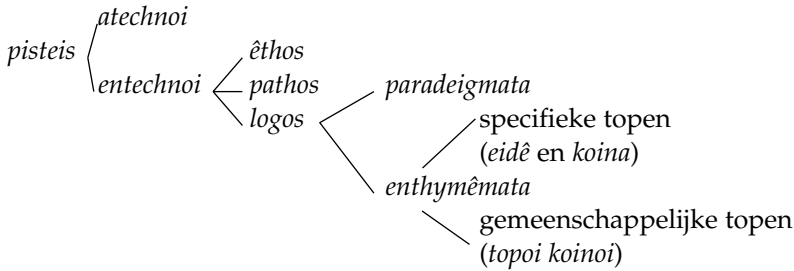 atechnoi
pisteis
êthos
entechnoi
pathos
paradeigmata
logos
specifieke topen
(eidê en koina)
enthymêmata
gemeenschappelijke topen
(topoi koinoi)